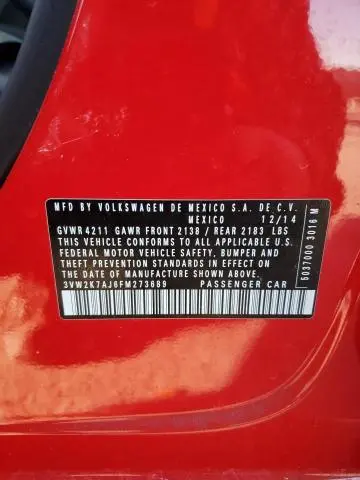 MFD BY VOLKSWAGEN DE MEXICO S.A. DE C.V.
MEXICO 12/14
GVWR 4211 GAWR FRONT 2138 / REAR 2183 LBS
THIS VEHICLE CONFORMS TO ALL APPLICABLE U.S.
FEDERAL MOTOR VEHICLE SAFETY, BUMPER AND
THEFT PREVENTION STANDARDS IN EFFECT ON
THE DATE OF MANUFACTURE SHOWN ABOVE.
3VW2K7AJ6FM273689 PASSENGER CAR
5037000 3016 M